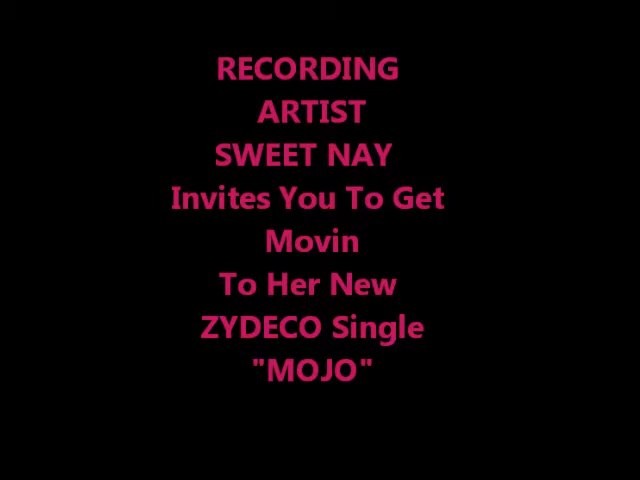 RECORDING
ARTIST
SWEET NAY
Invites You To Get
Movin
To Her New
ZYDECO Single
"MOJO"